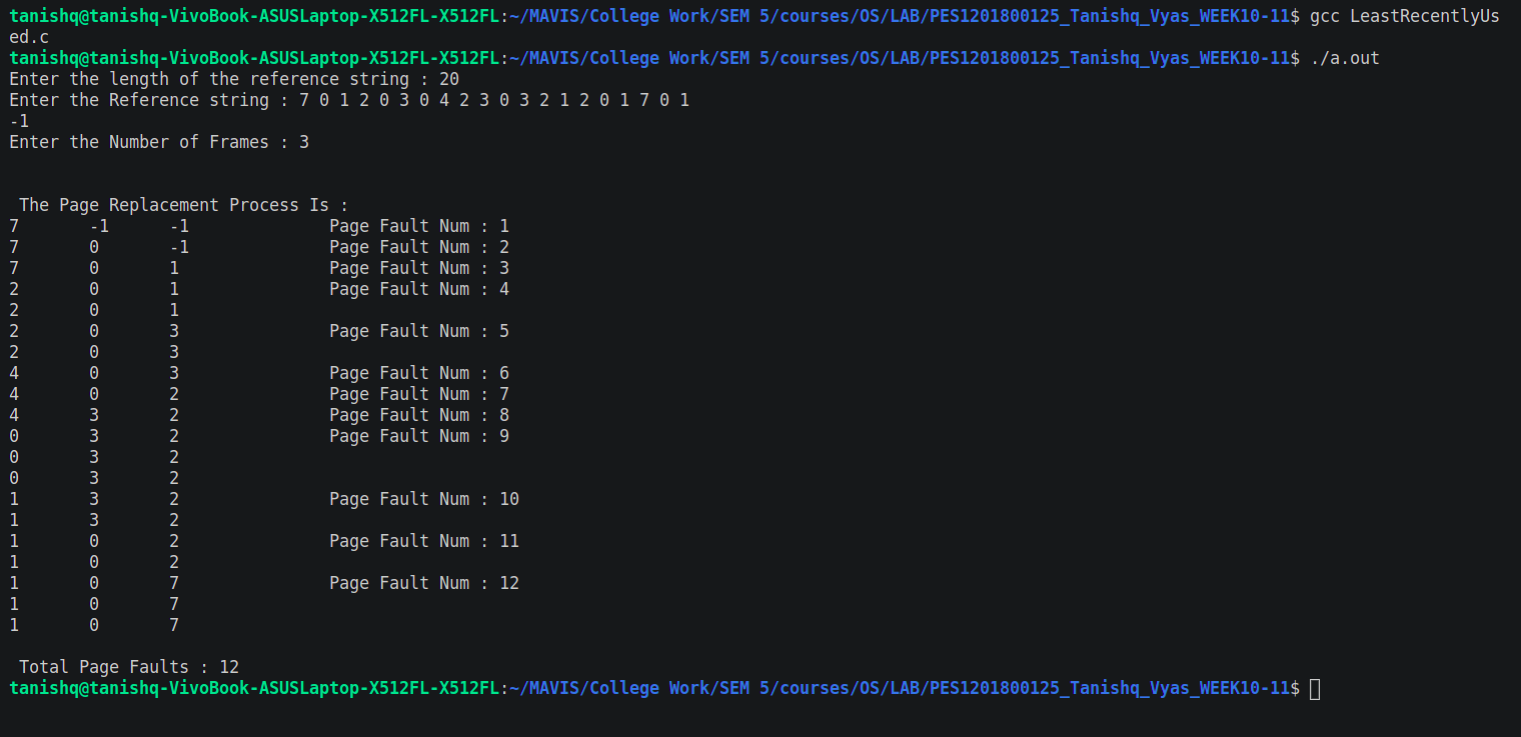 tanishq@tanishq-VivoBook-ASUSLaptop-X512FL-X512FL:~/MAVIS/College Work/SEM 5/courses/OS/LAB/PES1201800125_Tanishq_Vyas_WEEK10-11$ gcc LeastRecentlyUs
ed.c
tanishq@tanishq-VivoBook-ASUSLaptop-X512FL-X512FL:~/MAVIS/College Work/SEM 5/courses/OS/LAB/PES1201800125_Tanishq_Vyas_WEEK10-11$ ./a.out
Enter the length of the reference string : 20
Enter the Reference string : 7 0 1 2 0 3 0 4 2 3 0 3 2 1 2 0 1 7 0 1
-1
Enter the Number of Frames : 3
The Page Replacement Process Is :
7 -1 -1 Page Fault Num : 1
7 0 -1 Page Fault Num : 2
7 0 1 Page Fault Num : 3
2 0 1 Page Fault Num : 4
2 0 1
2 0 3 Page Fault Num : 5
2 0 3
4 0 3 Page Fault Num : 6
4 0 2 Page Fault Num : 7
4 3 2 Page Fault Num : 8
0 3 2 Page Fault Num : 9
0 3 2
0 3 2
1 3 2 Page Fault Num : 10
1 3 2
1 0 2 Page Fault Num : 11
1 0 2
1 0 7 Page Fault Num : 12
1 0 7
1 0 7
Total Page Faults : 12
tanishq@tanishq-VivoBook-ASUSLaptop-X512FL-X512FL:~/MAVIS/College Work/SEM 5/courses/OS/LAB/PES1201800125_Tanishq_Vyas_WEEK10-11$